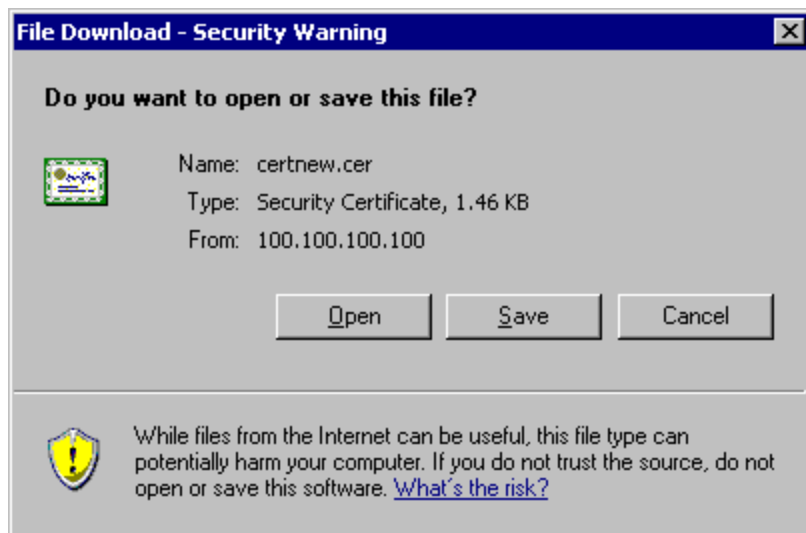 File Download - Security Warning
Do you want to open or save this file?
Name: certnew.cer
Type: Security Certificate, 1.46 KB
From: 100.100.100.100
Open Save Cancel
While files from the Internet can be useful, this file type can
potentially harm your computer. If you do not trust the source, do not
open or save this software. What's the risk?